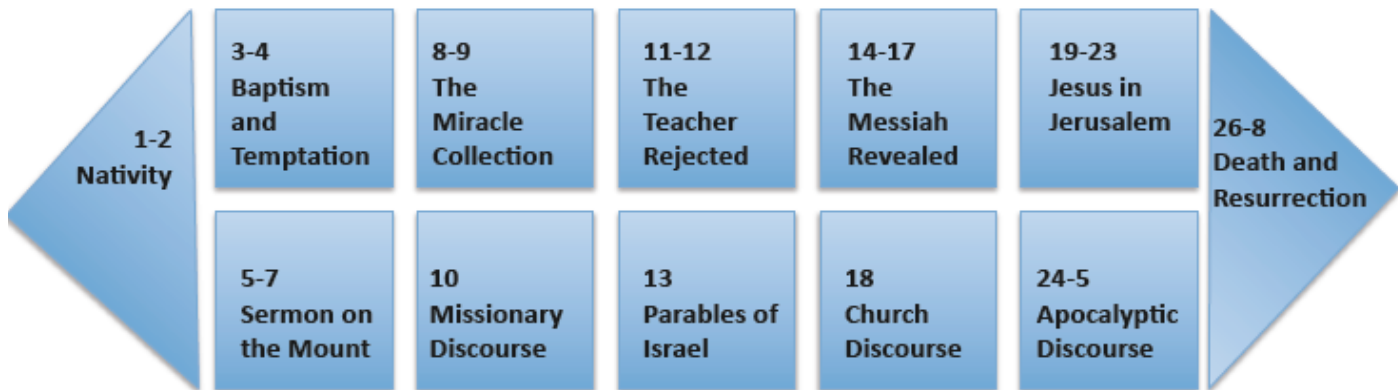 1-2
Nativity
3-4
Baptism
and
Temptation
8-9
The
Miracle
Collection
11-12
The
Teacher
Rejected
14-17
The
Messiah
Revealed
19-23
Jesus in
Jerusalem
26-8
Death and
Resurrection
5-7
Sermon on
the Mount
10
Missionary
Discourse
13
Parables of
Israel
18
Church
Discourse
24-5
Apocalyptic
Discourse